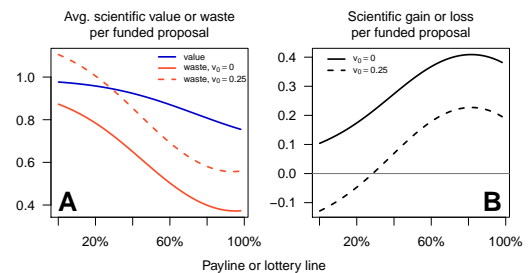 Avg. scientific value or waste
per funded proposal
value
waste, v₀ = 0
waste, v₀ = 0.25
1.0
0.8
0.6
0.4
A
20%
60%
100%
Scientific gain or loss
per funded proposal
v₀ = 0
v₀ = 0.25
0.4
0.3
0.2
0.1
0.0
−0.1
B
20%
60%
100%
Payline or lottery line